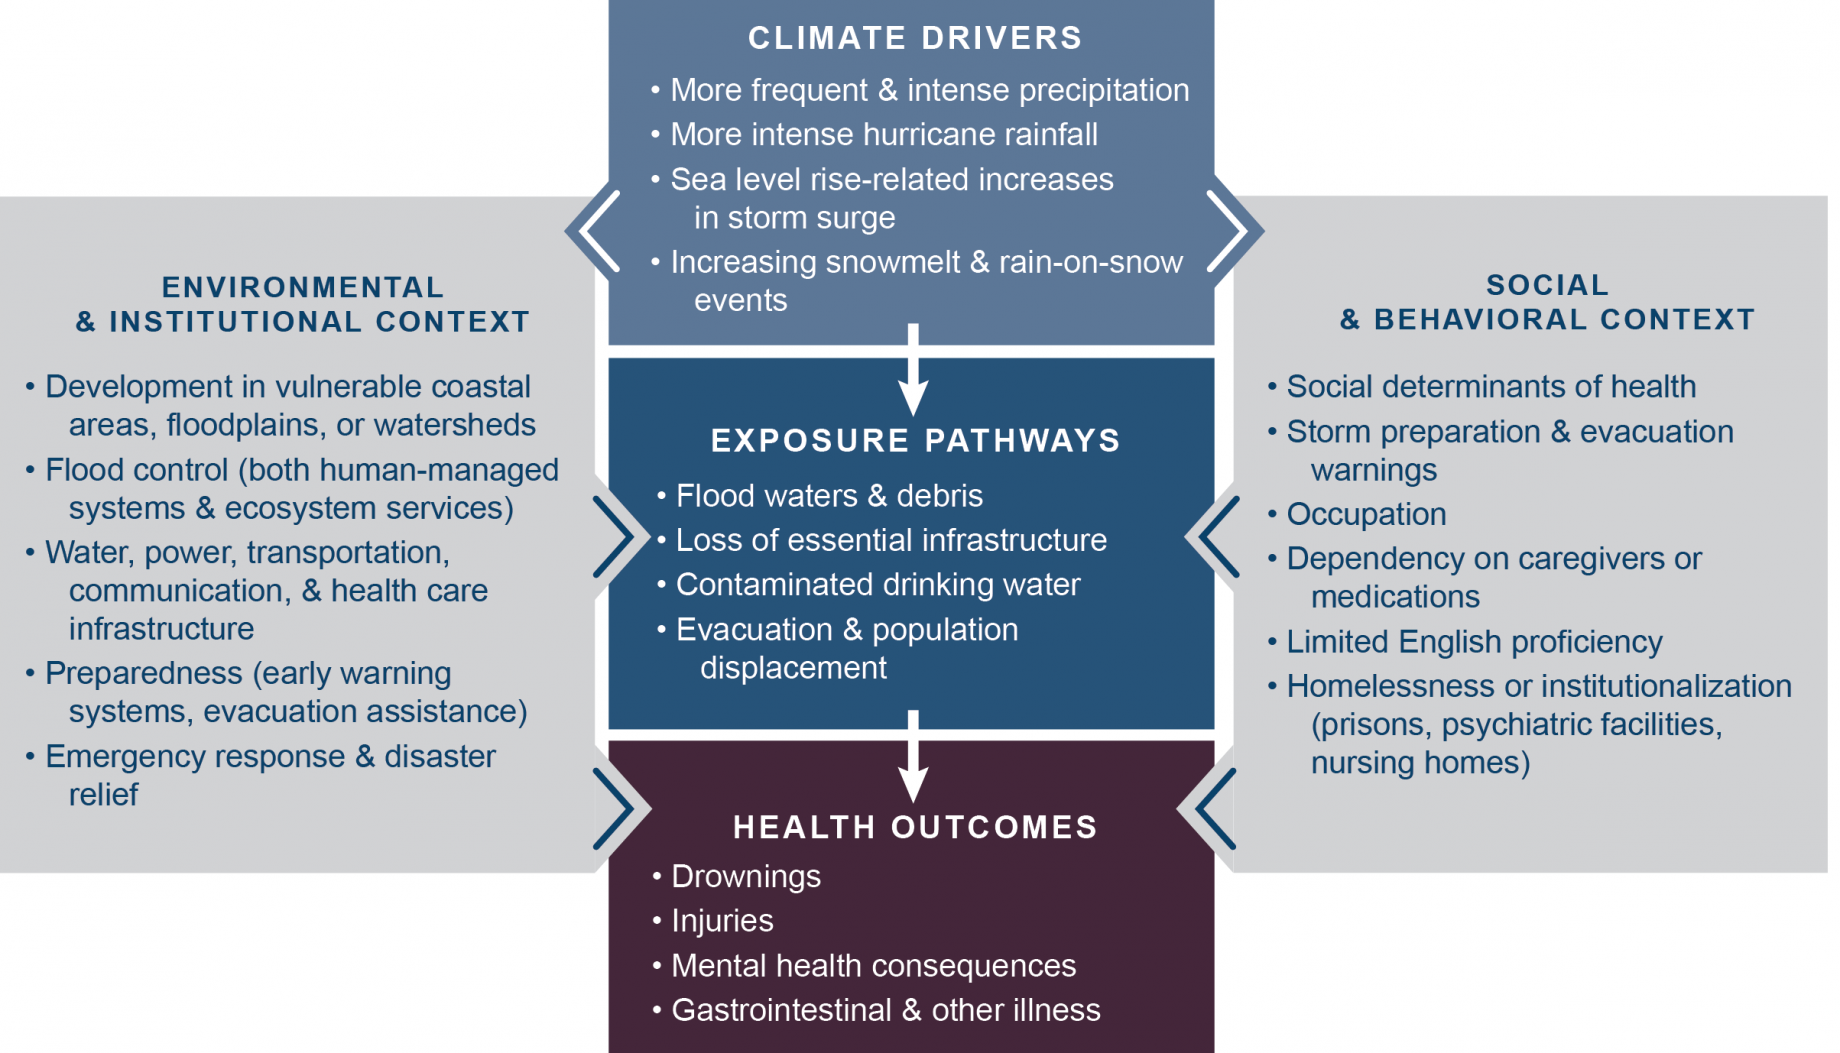 CLIMATE DRIVERS
• More frequent & intense precipitation
• More intense hurricane rainfall
• Sea level rise-related increases
in storm surge
• Increasing snowmelt & rain-on-snow
events
ENVIRONMENTAL
& INSTITUTIONAL CONTEXT
• Development in vulnerable coastal
areas, floodplains, or watersheds
• Flood control (both human-managed
systems & ecosystem services)
• Water, power, transportation,
communication, & health care
infrastructure
• Preparedness (early warning
systems, evacuation assistance)
• Emergency response & disaster
relief
EXPOSURE PATHWAYS
• Flood waters & debris
• Loss of essential infrastructure
• Contaminated drinking water
• Evacuation & population
displacement
SOCIAL
& BEHAVIORAL CONTEXT
• Social determinants of health
• Storm preparation & evacuation
warnings
• Occupation
• Dependency on caregivers or
medications
• Limited English proficiency
• Homelessness or institutionalization
(prisons, psychiatric facilities,
nursing homes)
HEALTH OUTCOMES
• Drownings
• Injuries
• Mental health consequences
• Gastrointestinal & other illness